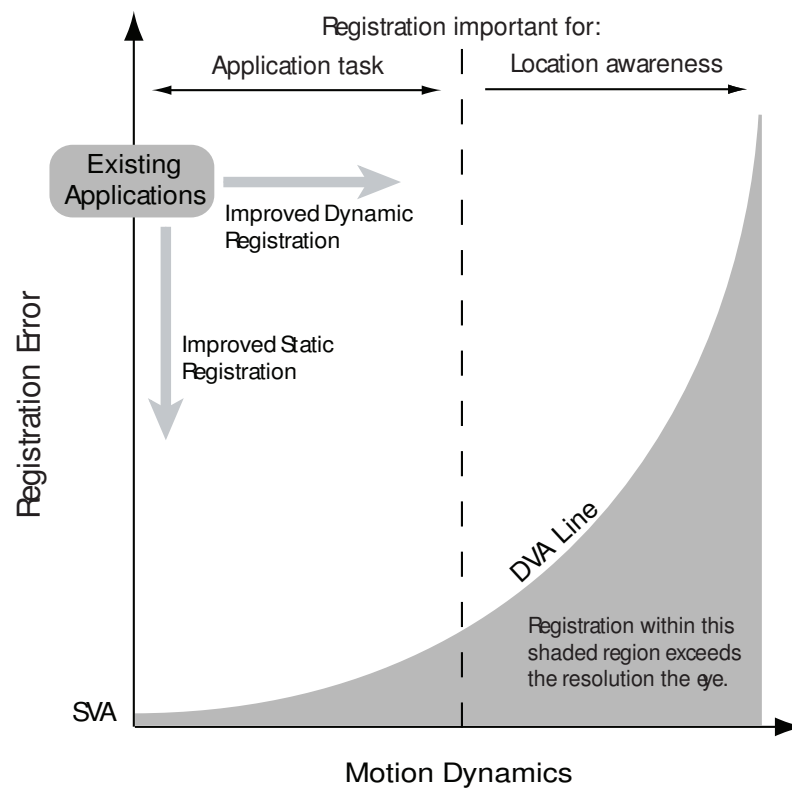 Registration important for:
Application task
Location awareness
Existing
Applications
Improved Dynamic
Registration
Improved Static
Registration
Registration Error
DVA Line
Registration within this
shaded region exceeds
the resolution the eye.
SVA
Motion Dynamics